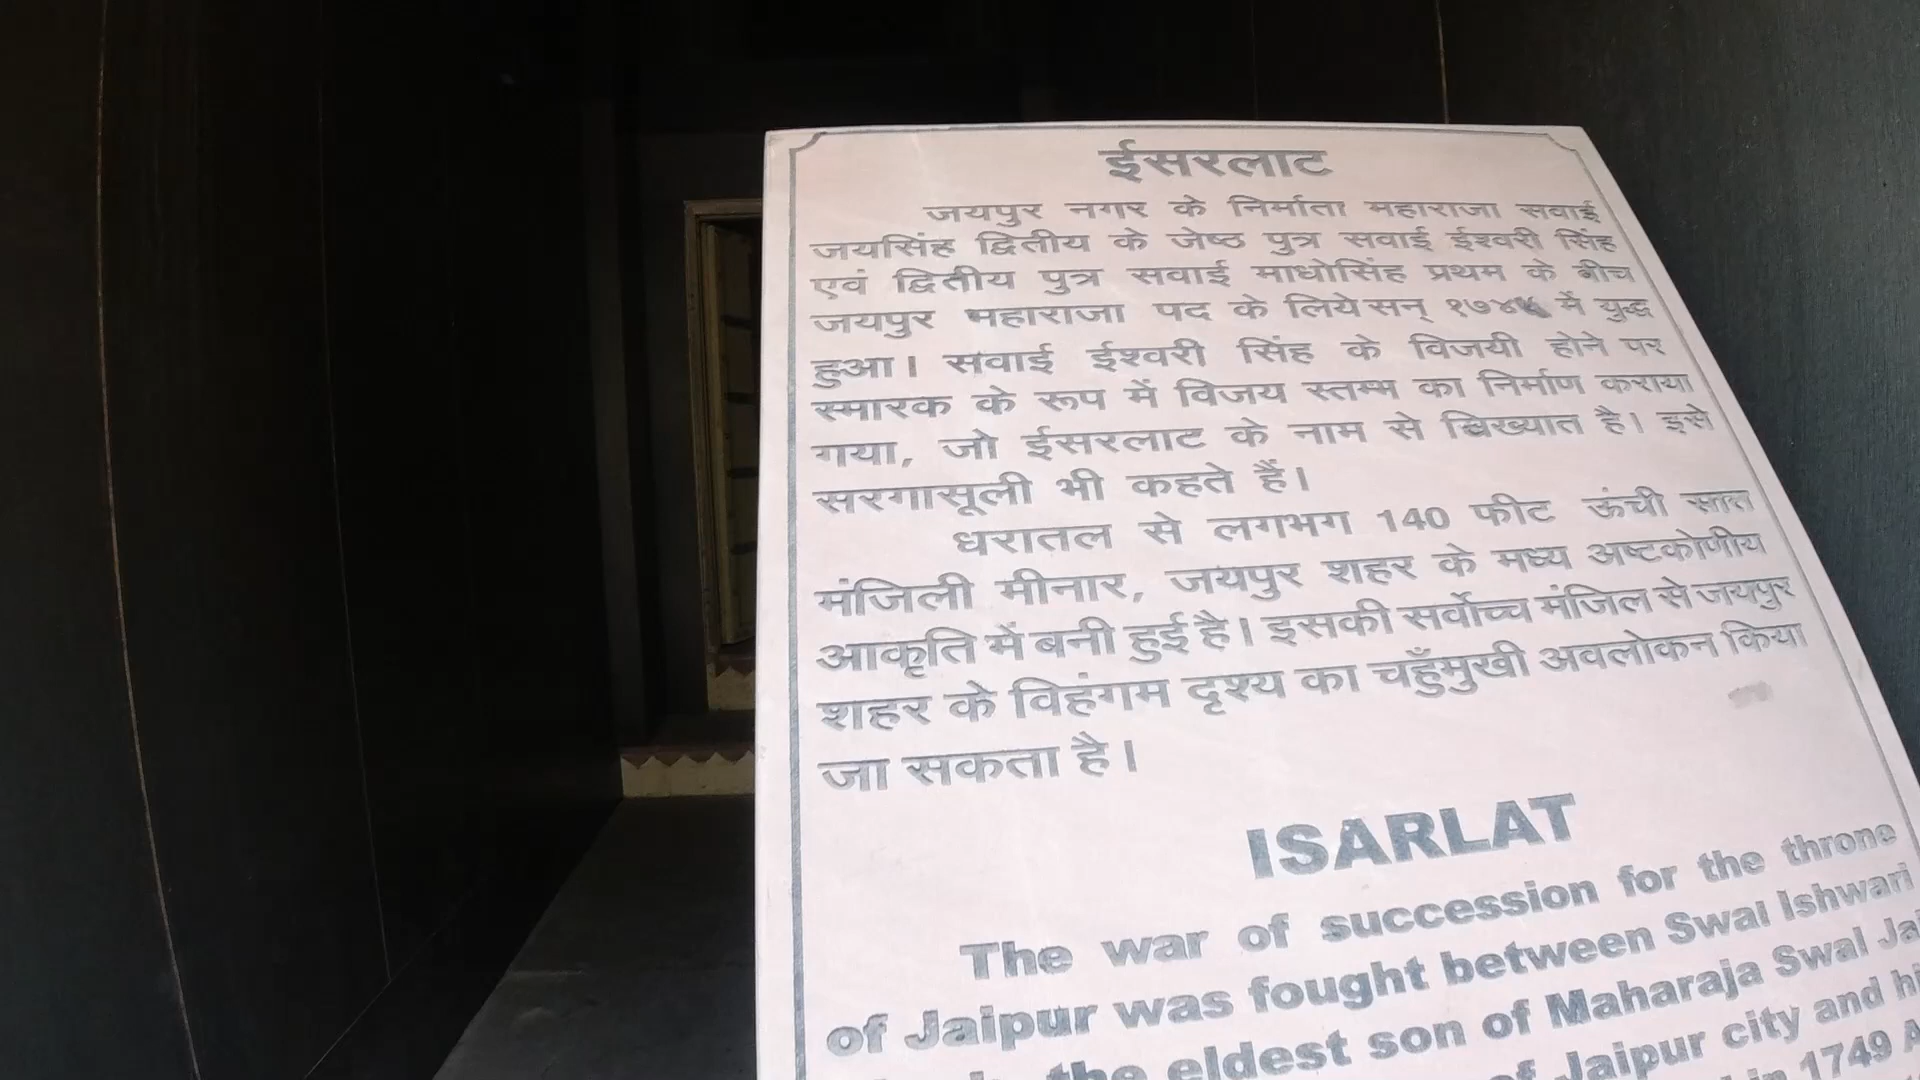 ईसरलाट
जयपुर नगर के निर्माता महाराजा सवाई
जयसिंह द्वितीय के जेष्ठ पुत्र सवाई ईश्वरी सिंह
एवं द्वितीय पुत्र सवाई माधोसिंह प्रथम के बीच
जयपुर महाराजा पद के लिये सन् में युद्ध
हुआ। सवाई ईश्वरी सिंह के विजयी होने पर
स्मारक के रूप में विजय स्तम्भ का निर्माण कराया
गया, जो ईसरलाट के नाम से विख्यात है। इसे
सरगासूली भी कहते हैं।
धरातल से लगभग 140 फीट ऊंची सात
मंजिली मीनार, जयपुर शहर के मध्य अष्टकोणीय
आकृति में बनी हुई है। इसकी सर्वोच्च मंजिल से जयपुर
शहर के विहंगम दृश्य का चहुँमुखी अवलोकन किया
जा सकता है।
ISARLAT
The war of succession for the throne
of Jaipur was fought between Swai Ishwari
the eldest son of Maharaja Swai Jai
of Jaipur city and
in 1749